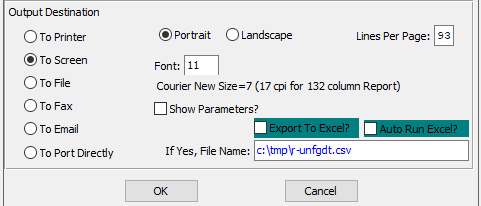 Output Destination
To Printer
Portrait
Landscape
Lines Per Page: 93
To Screen
Font: 11
To File
Courier New Size=7 (17 cpi for 132 column Report)
To Fax
Show Parameters?
To Email
Export To Excel?
Auto Run Excel?
To Port Directly
If Yes, File Name: c:\tmp\r-unfgdt.csv
OK
Cancel